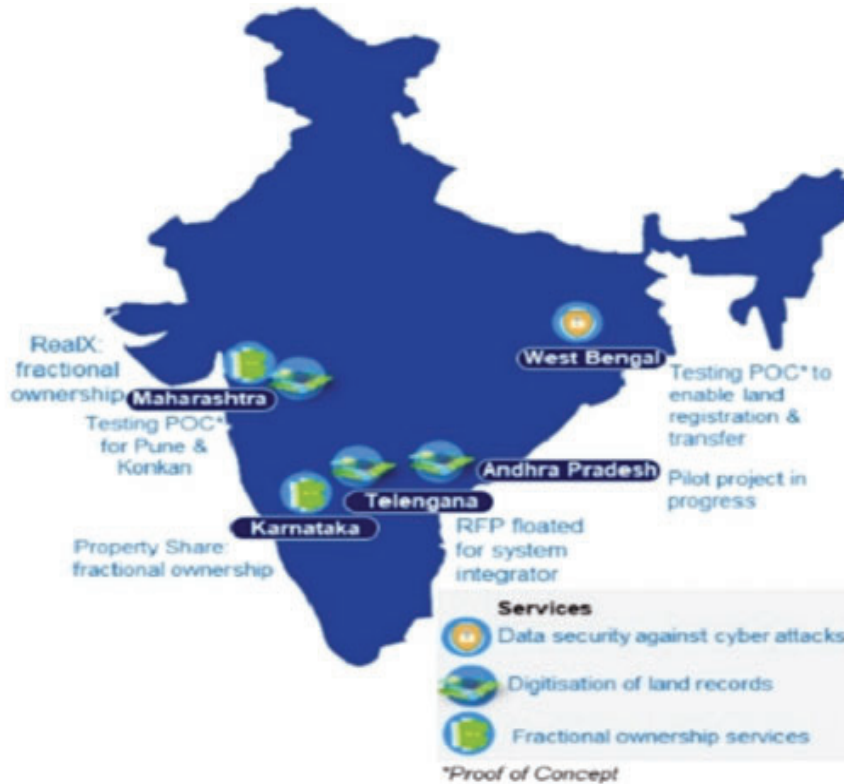 RealX:
fractional
ownership
Maharashtra
Testing POC*
for Pune &
Konkan
West Bengal
Testing POC* to
enable land
registration &
transfer
Andhra Pradesh
Pilot project in
progress
Telengana
RFP floated
for system
integrator
Karnataka
Property Share:
fractional ownership
Services
Data security against cyber attacks
Digitisation of land records
Fractional ownership services
*Proof of Concept